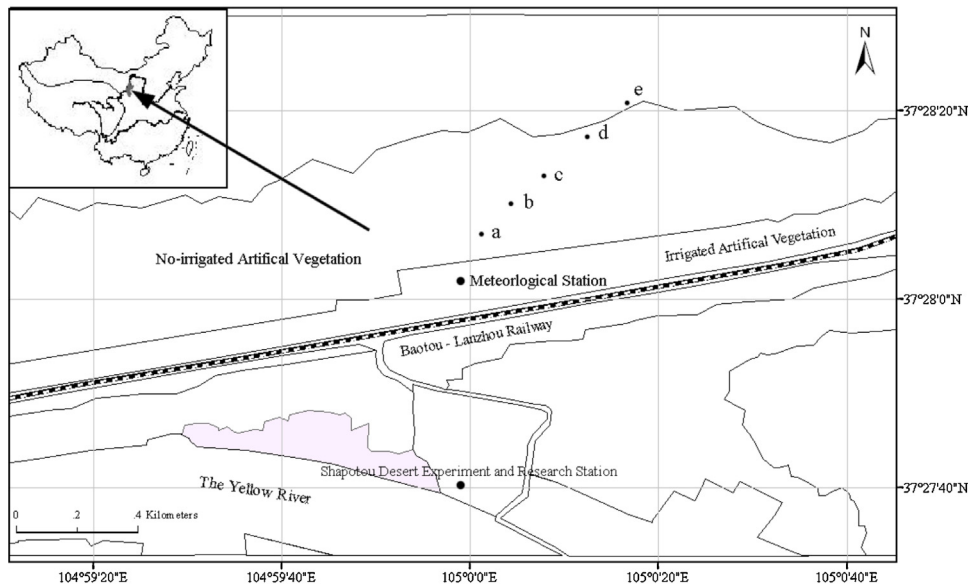 N
e
37°28'20"N
d
c
b
a
Irrigated Artifical Vegetation
No-irrigated Artifical Vegetation
Meteorlogical Station
37°28'0"N
Baotou - Lanzhou Railway
Shapotou Desert Experiment and Research Station
The Yellow River
37°27'40"N
0 .2 .4 Kilometers
104°59'20"E 104°59'40"E 105°0'0"E 105°0'20"E 105°0'40"E